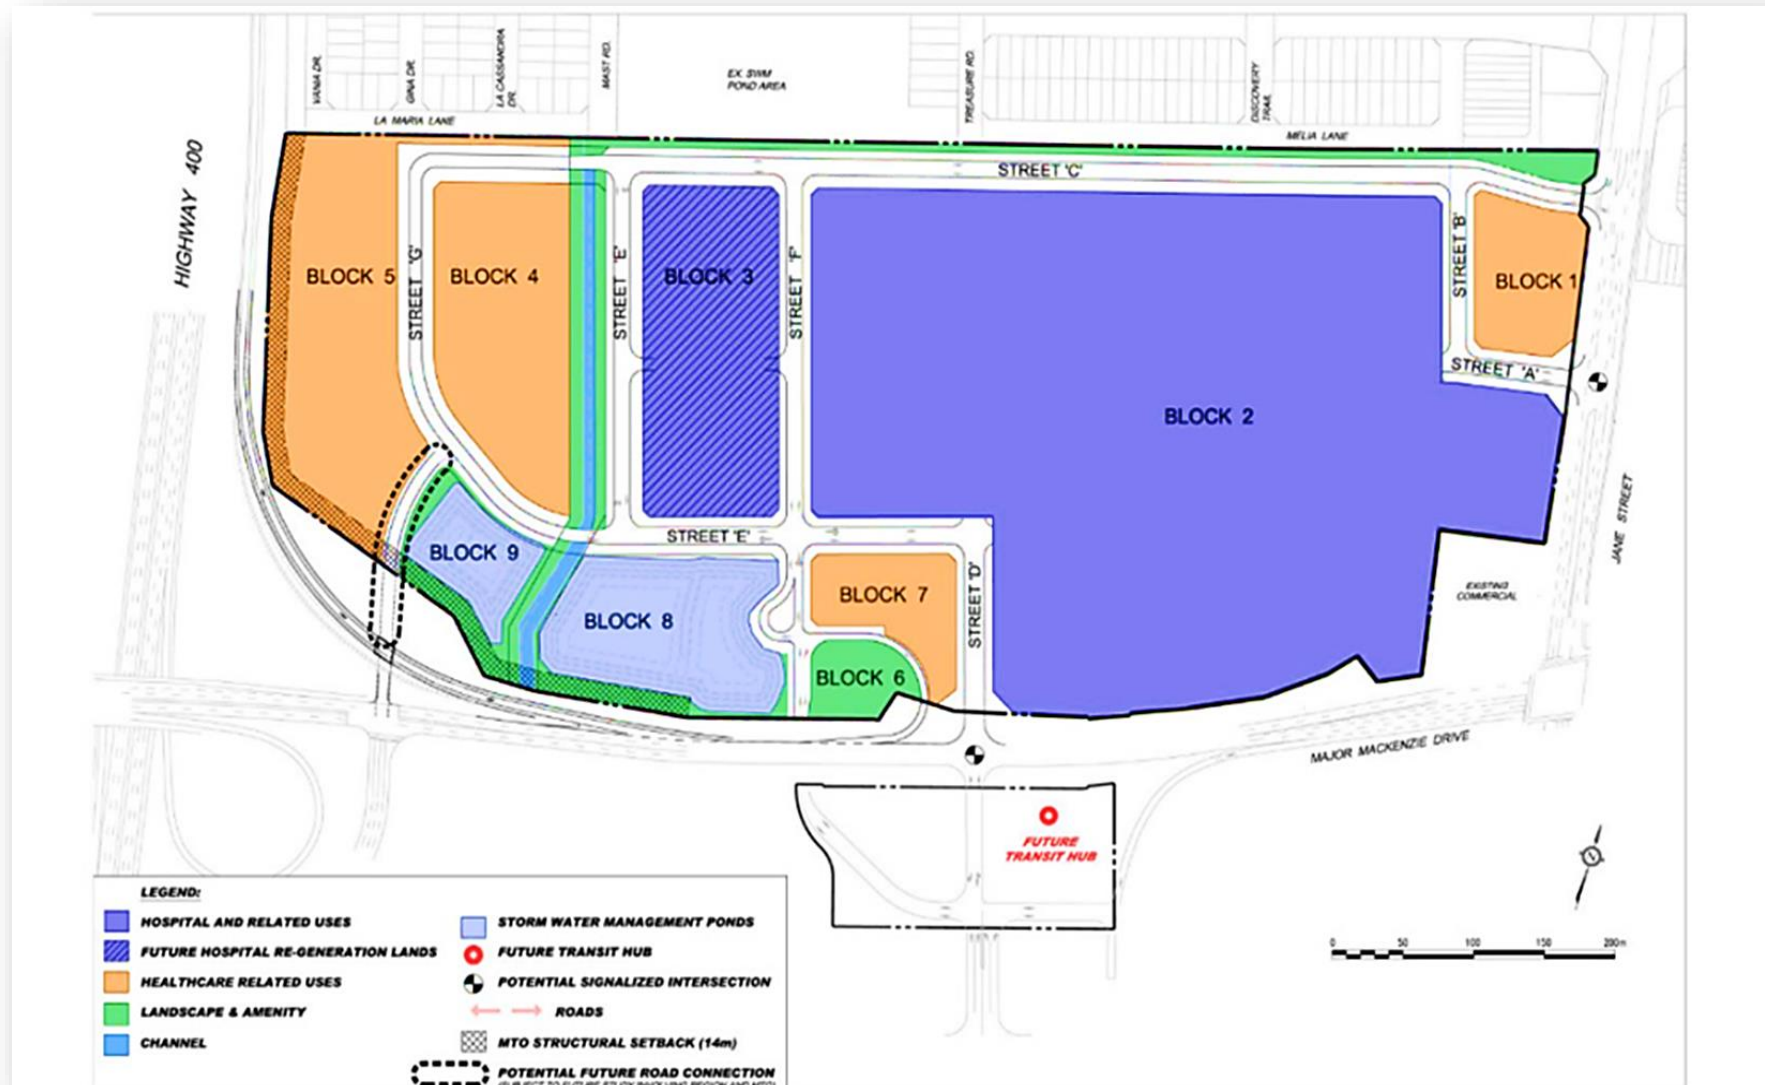 VANIA DR.
GINA DR.
LA CASSANDRA
DR.
MAST RD.
EX. SWM
POND AREA
TREASURE RD.
DISCOVERY
TRAIL
LA MARIA LANE
MELIA LANE
HIGHWAY 400
STREET 'C'
BLOCK 5
STREET 'G'
BLOCK 4
STREET 'E'
BLOCK 3
STREET 'F'
STREET 'B'
BLOCK 1
STREET 'A'
BLOCK 2
JANE STREET
STREET 'E'
BLOCK 9
BLOCK 8
BLOCK 7
STREET 'D'
EXISTING
COMMERCIAL
BLOCK 6
MAJOR MACKENZIE DRIVE
FUTURE
TRANSIT HUB
0 50 100 150 200m
LEGEND:
HOSPITAL AND RELATED USES
FUTURE HOSPITAL RE-GENERATION LANDS
HEALTHCARE RELATED USES
LANDSCAPE & AMENITY
CHANNEL
STORM WATER MANAGEMENT PONDS
FUTURE TRANSIT HUB
POTENTIAL SIGNALIZED INTERSECTION
ROADS
MTO STRUCTURAL SETBACK (14m)
POTENTIAL FUTURE ROAD CONNECTION